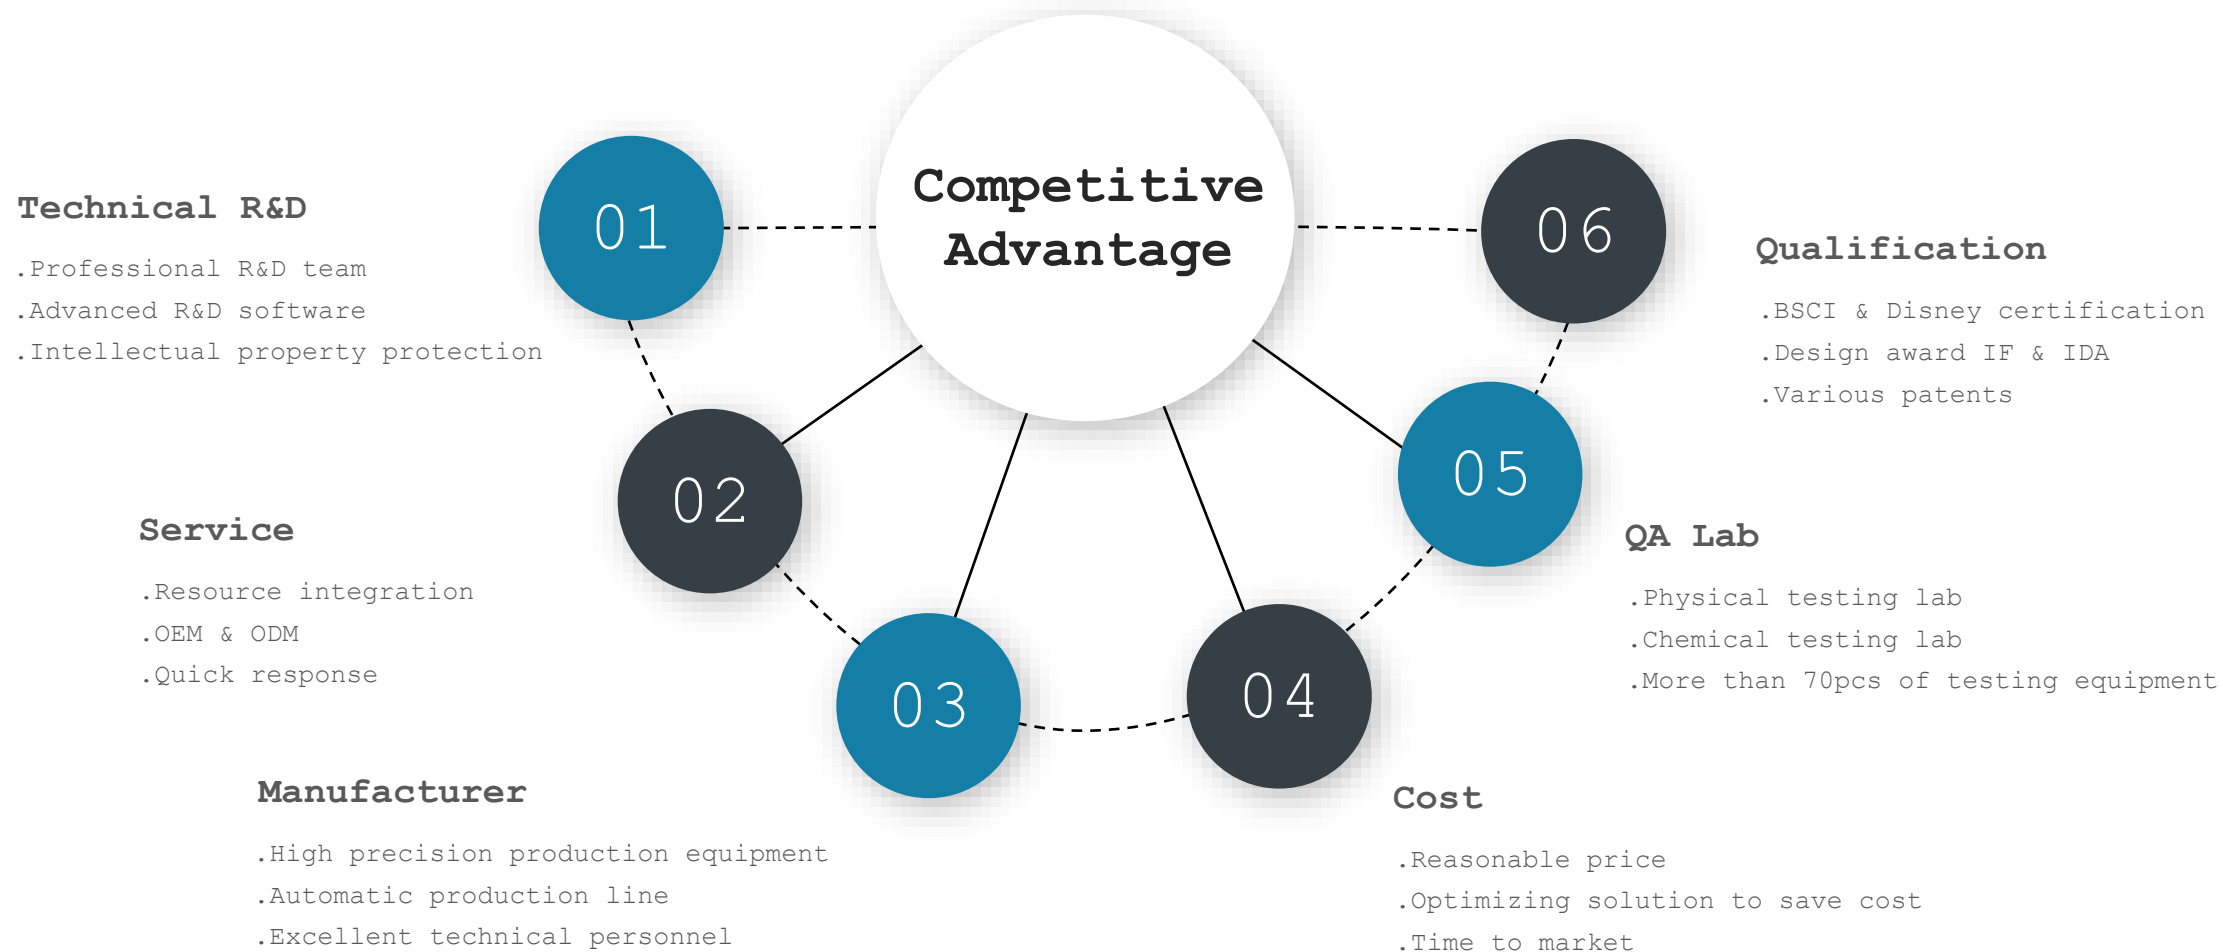 Competitive
Advantage
01
Technical R&D
.Professional R&D team
.Advanced R&D software
.Intellectual property protection
02
Service
.Resource integration
.OEM & ODM
.Quick response
03
Manufacturer
.High precision production equipment
.Automatic production line
.Excellent technical personnel
04
Cost
.Reasonable price
.Optimizing solution to save cost
.Time to market
05
QA Lab
.Physical testing lab
.Chemical testing lab
.More than 70pcs of testing equipment
06
Qualification
.BSCI & Disney certification
.Design award IF & IDA
.Various patents